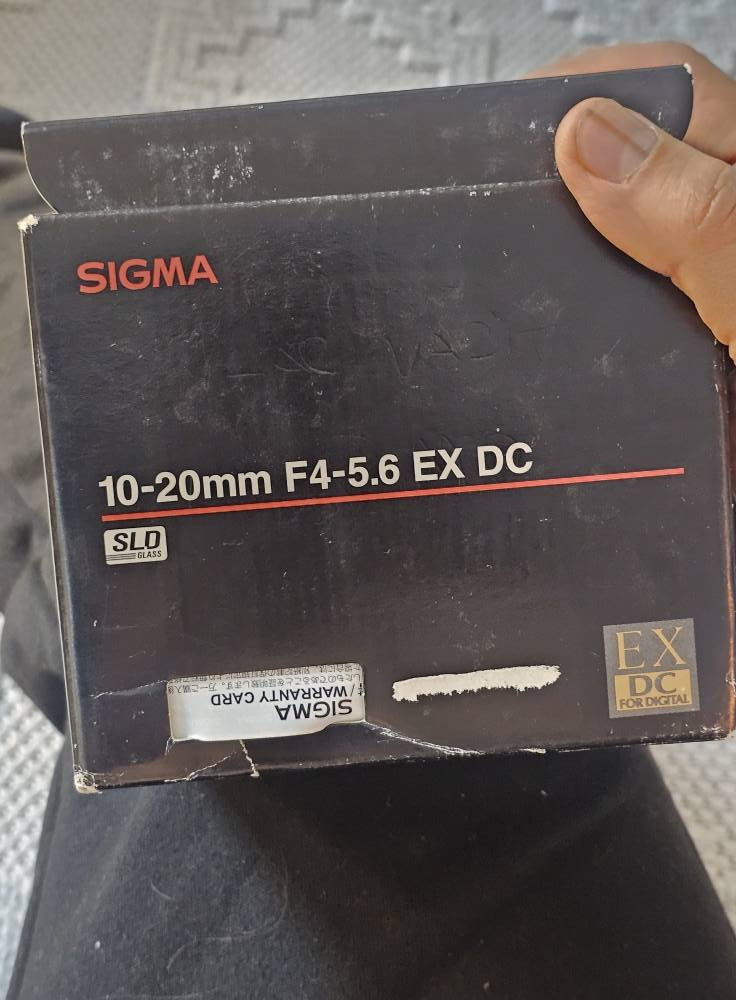 SIGMA
10-20mm F4-5.6 EX DC
SLD
GLASS
SIGMA
/WARRANTY CARD
EX
DC
FOR DIGITAL